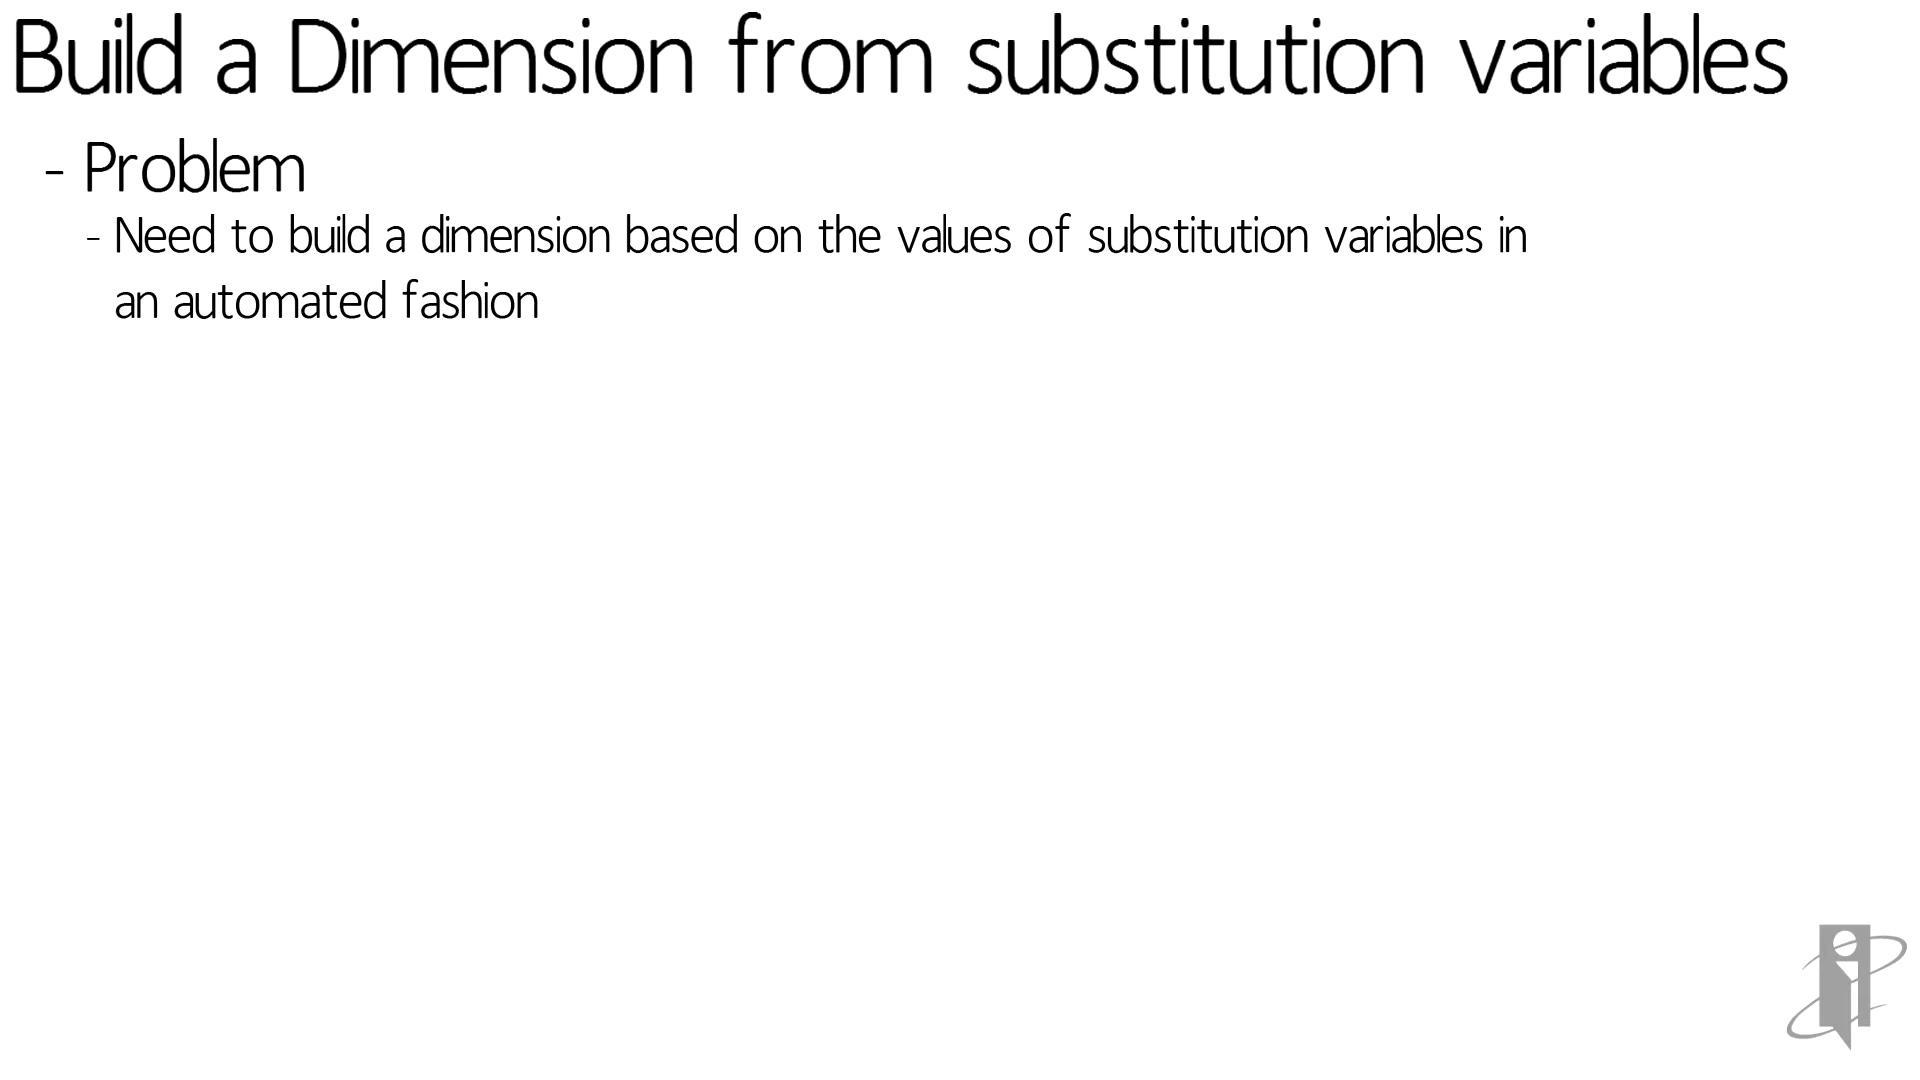 Build a Dimension from substitution variables
- Problem
- Need to build a dimension based on the values of substitution variables in
an automated fashion